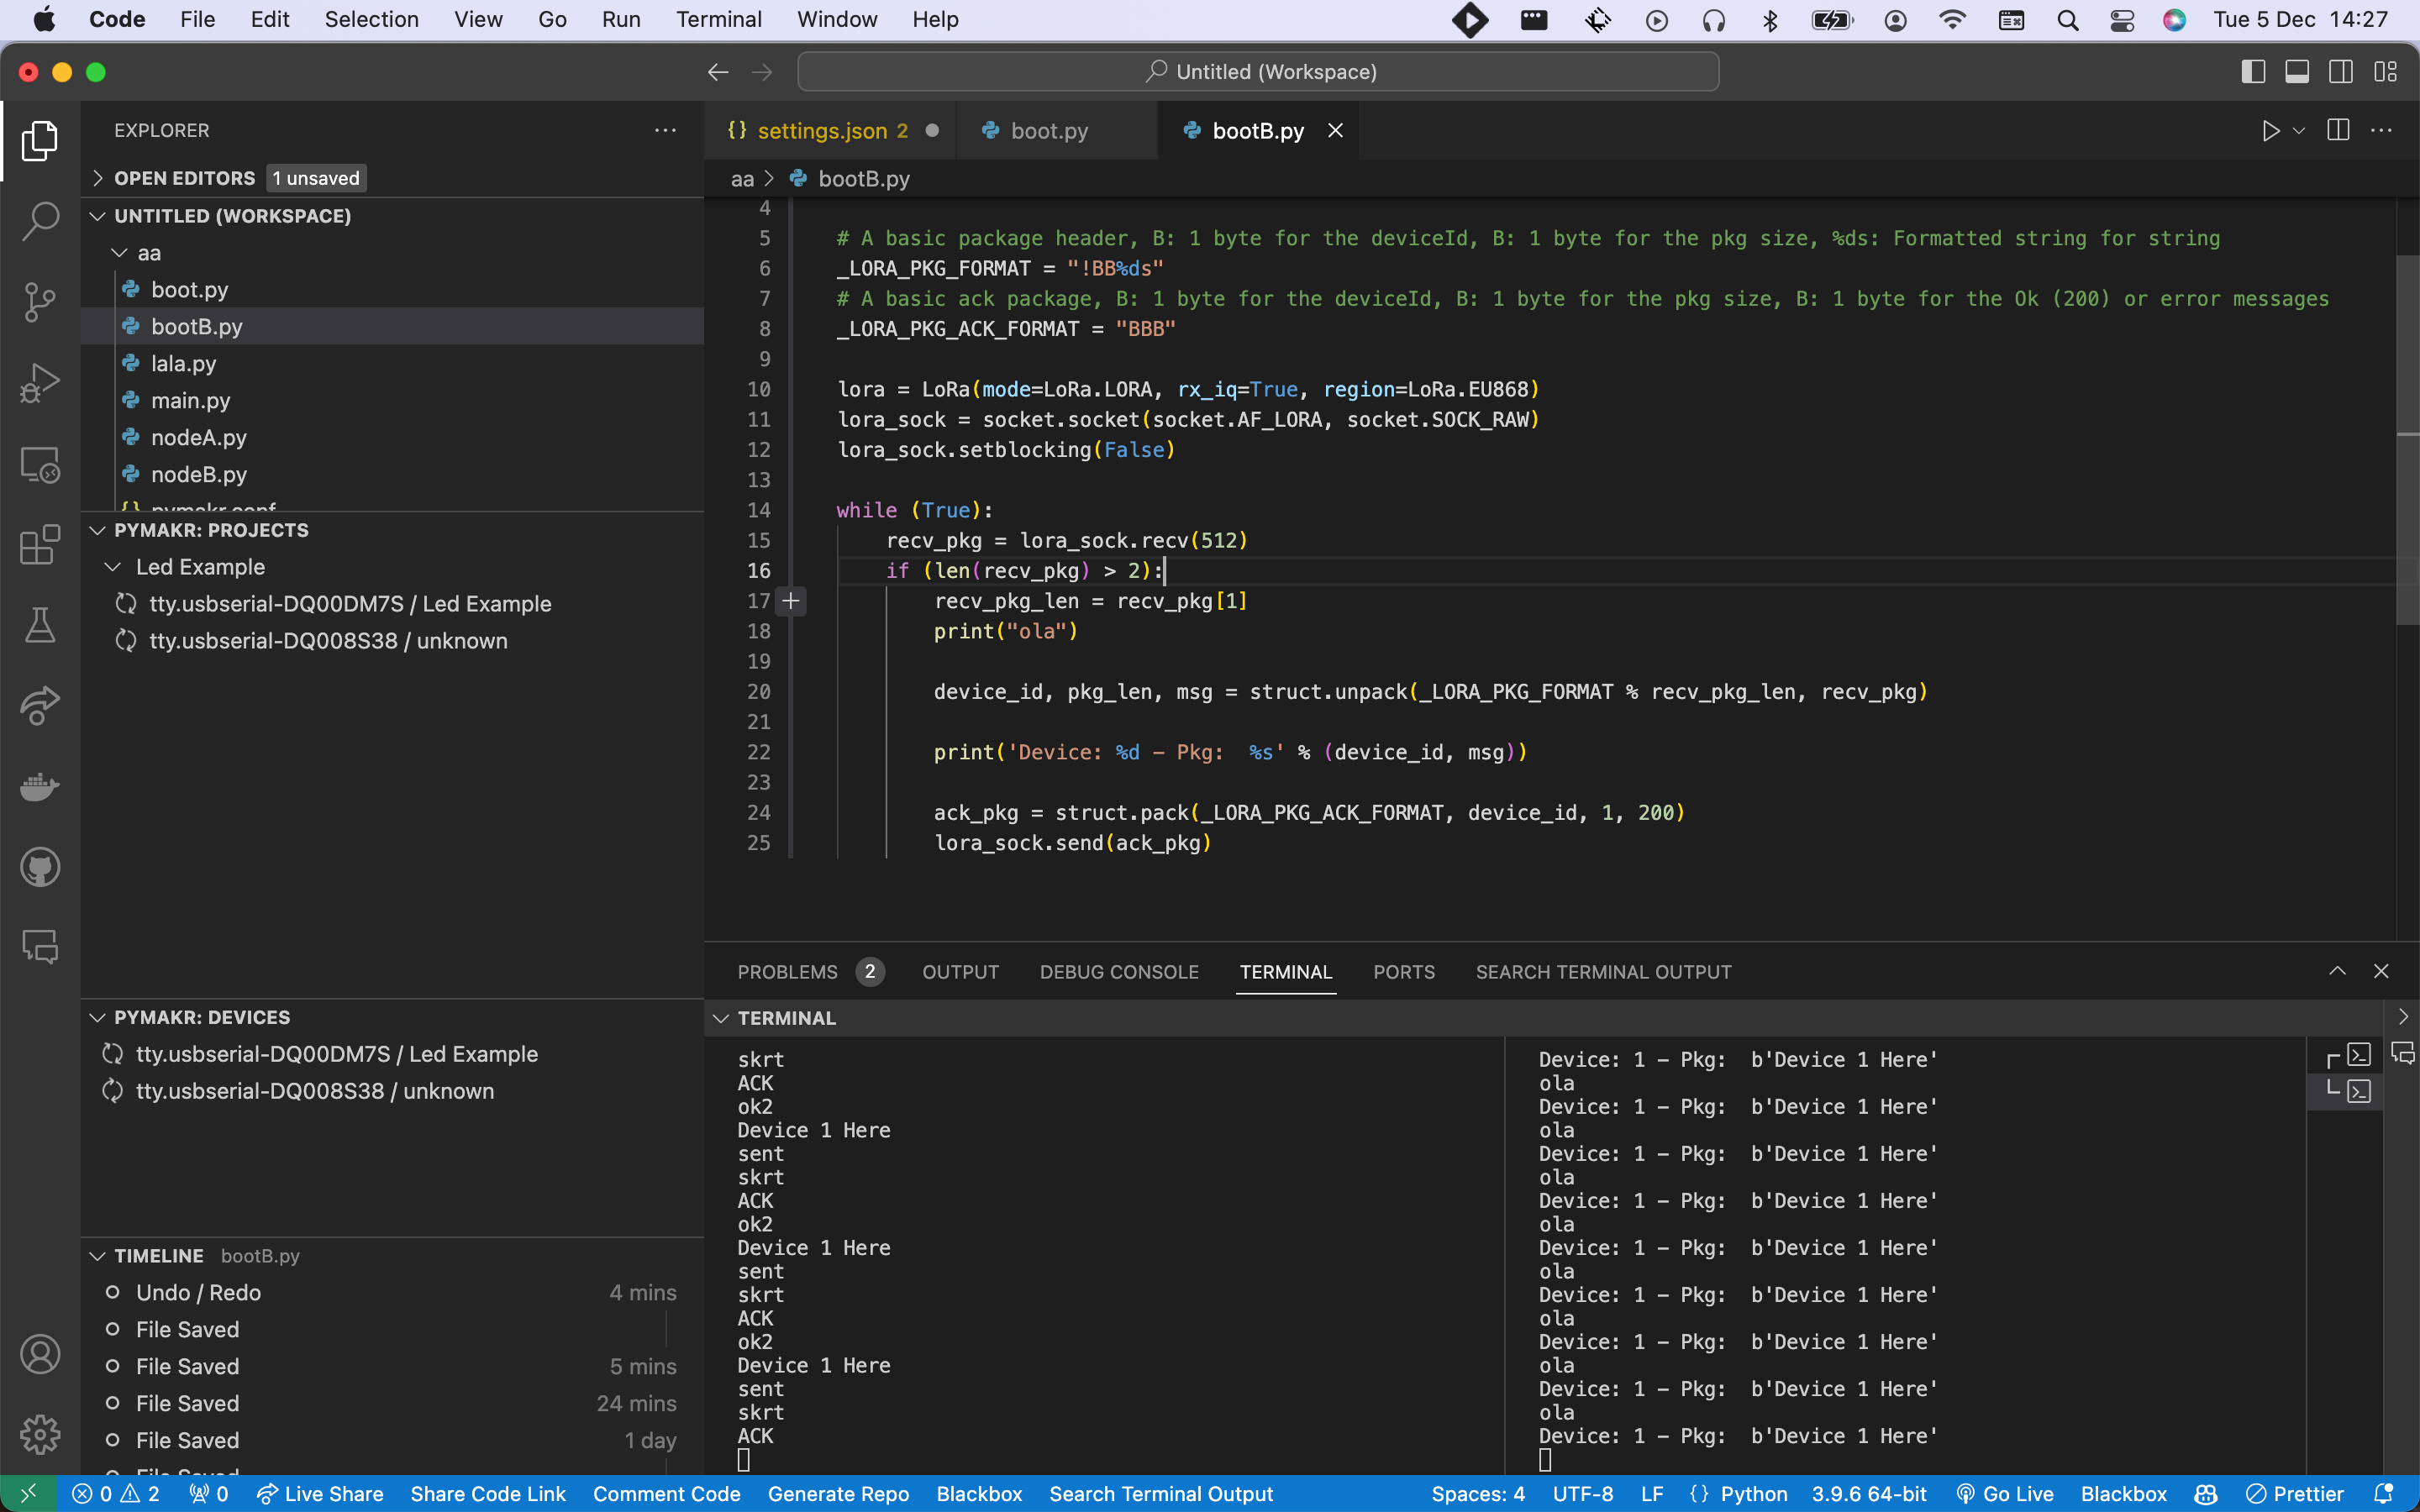 Code File Edit Selection View Go Run Terminal Window Help Tue 5 Dec 14:27
Untitled (Workspace)
EXPLORER
OPEN EDITORS 1 unsaved
UNTITLED (WORKSPACE)
aa
boot.py
bootB.py
lala.py
main.py
nodeA.py
nodeB.py
pymakr.conf
PYMAKR: PROJECTS
Led Example
tty.usbserial-DQ00DM7S / Led Example
tty.usbserial-DQ008S38 / unknown
PYMAKR: DEVICES
tty.usbserial-DQ00DM7S / Led Example
tty.usbserial-DQ008S38 / unknown
TIMELINE bootB.py
Undo / Redo 4 mins
File Saved
File Saved 5 mins
File Saved 24 mins
File Saved 1 day
File Saved
{} settings.json 2 boot.py bootB.py
aa > bootB.py
4
5 # A basic package header, B: 1 byte for the deviceId, B: 1 byte for the pkg size, %ds: Formatted string for string
6 _LORA_PKG_FORMAT = "!BB%ds"
7 # A basic ack package, B: 1 byte for the deviceId, B: 1 byte for the pkg size, B: 1 byte for the Ok (200) or error messages
8 _LORA_PKG_ACK_FORMAT = "BBB"
9
10 lora = LoRa(mode=LoRa.LORA, rx_iq=True, region=LoRa.EU868)
11 lora_sock = socket.socket(socket.AF_LORA, socket.SOCK_RAW)
12 lora_sock.setblocking(False)
13
14 while (True):
15 recv_pkg = lora_sock.recv(512)
16 if (len(recv_pkg) > 2):
17 recv_pkg_len = recv_pkg[1]
18 print("ola")
19
20 device_id, pkg_len, msg = struct.unpack(_LORA_PKG_FORMAT % recv_pkg_len, recv_pkg)
21
22 print('Device: %d - Pkg:  %s' % (device_id, msg))
23
24 ack_pkg = struct.pack(_LORA_PKG_ACK_FORMAT, device_id, 1, 200)
25 lora_sock.send(ack_pkg)
PROBLEMS 2 OUTPUT DEBUG CONSOLE TERMINAL PORTS SEARCH TERMINAL OUTPUT
TERMINAL
skrt
ACK
ok2
Device 1 Here
sent
skrt
ACK
ok2
Device 1 Here
sent
skrt
ACK
ok2
Device 1 Here
sent
skrt
ACK
Device: 1 - Pkg:  b'Device 1 Here'
ola
Device: 1 - Pkg:  b'Device 1 Here'
ola
Device: 1 - Pkg:  b'Device 1 Here'
ola
Device: 1 - Pkg:  b'Device 1 Here'
ola
Device: 1 - Pkg:  b'Device 1 Here'
ola
Device: 1 - Pkg:  b'Device 1 Here'
ola
Device: 1 - Pkg:  b'Device 1 Here'
ola
Device: 1 - Pkg:  b'Device 1 Here'
ola
Device: 1 - Pkg:  b'Device 1 Here'
0 2 0 Live Share Share Code Link Comment Code Generate Repo Blackbox Search Terminal Output Spaces: 4 UTF-8 LF {} Python 3.9.6 64-bit Go Live Blackbox Prettier